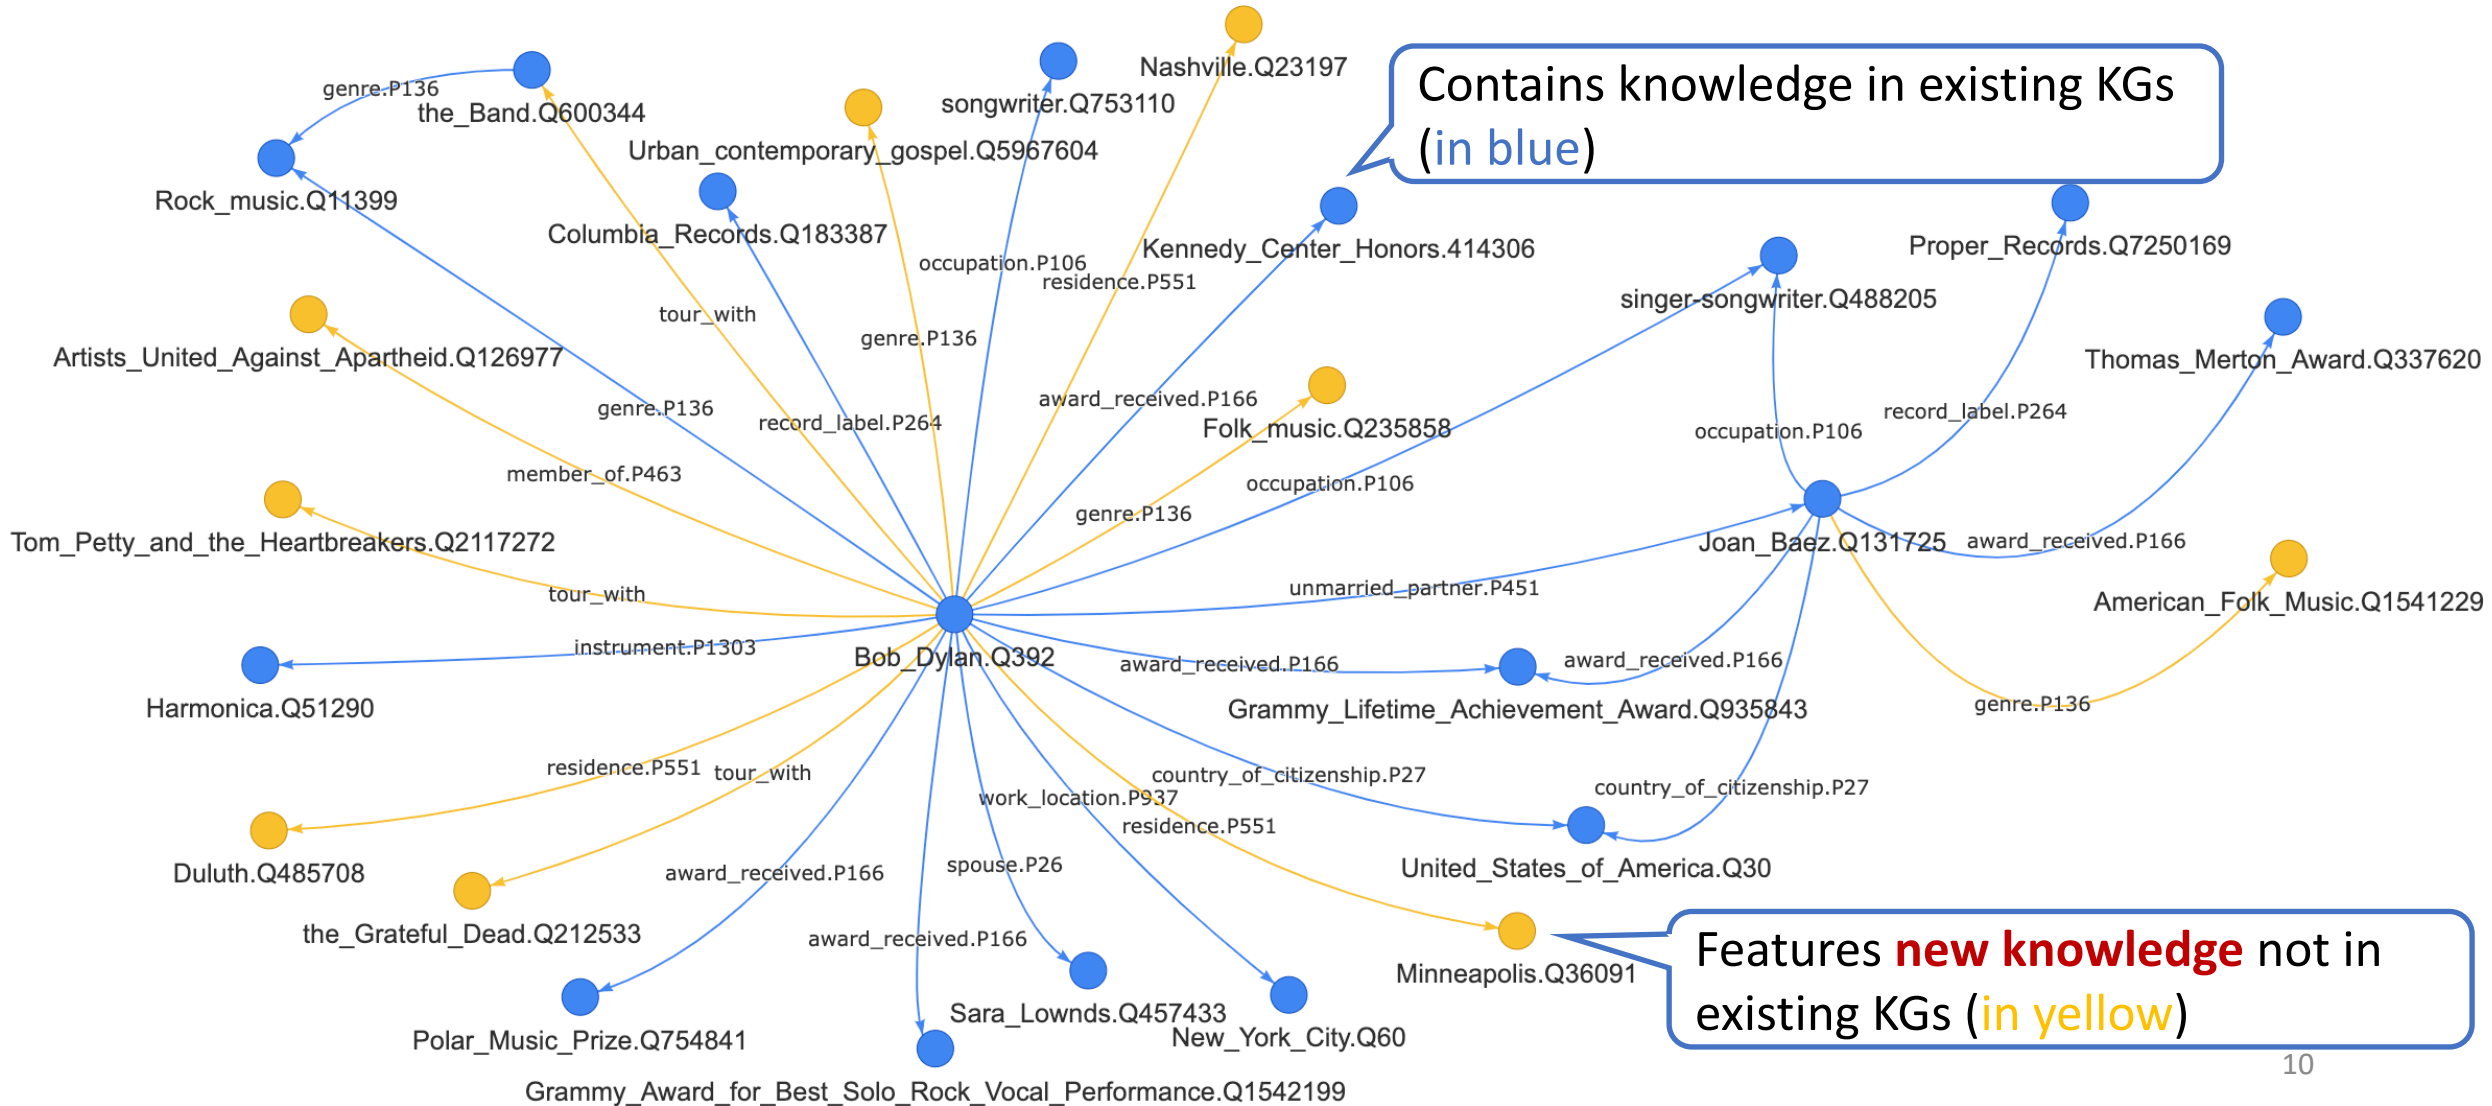 Nashville.Q23197
Contains knowledge in existing KGs
(in blue)
genre.P136
the_Band.Q600344
songwriter.Q753110
Urban_contemporary_gospel.Q5967604
Rock_music.Q11399
Columbia_Records.Q183387
Kennedy_Center_Honors.414306
Proper_Records.Q7250169
occupation.P106
residence.P551
singer-songwriter.Q488205
tour_with
genre.P136
Artists_United_Against_Apartheid.Q126977
Thomas_Merton_Award.Q337620
genre.P136
record_label.P264
award_received.P166
Folk_music.Q235858
record_label.P264
occupation.P106
member_of.P463
occupation.P106
genre.P136
Tom_Petty_and_the_Heartbreakers.Q2117272
Joan_Baez.Q131725
award_received.P166
tour_with
unmarried_partner.P451
American_Folk_Music.Q1541229
instrument.P1303
Bob_Dylan.Q392
award_received.P166
award_received.P166
Harmonica.Q51290
Grammy_Lifetime_Achievement_Award.Q935843
genre.P136
residence.P551
tour_with
country_of_citizenship.P27
work_location.P937
country_of_citizenship.P27
residence.P551
Duluth.Q485708
award_received.P166
spouse.P26
United_States_of_America.Q30
the_Grateful_Dead.Q212533
award_received.P166
Minneapolis.Q36091
Features new knowledge not in
existing KGs (in yellow)
Sara_Lownds.Q457433
Polar_Music_Prize.Q754841
New_York_City.Q60
10
Grammy_Award_for_Best_Solo_Rock_Vocal_Performance.Q1542199